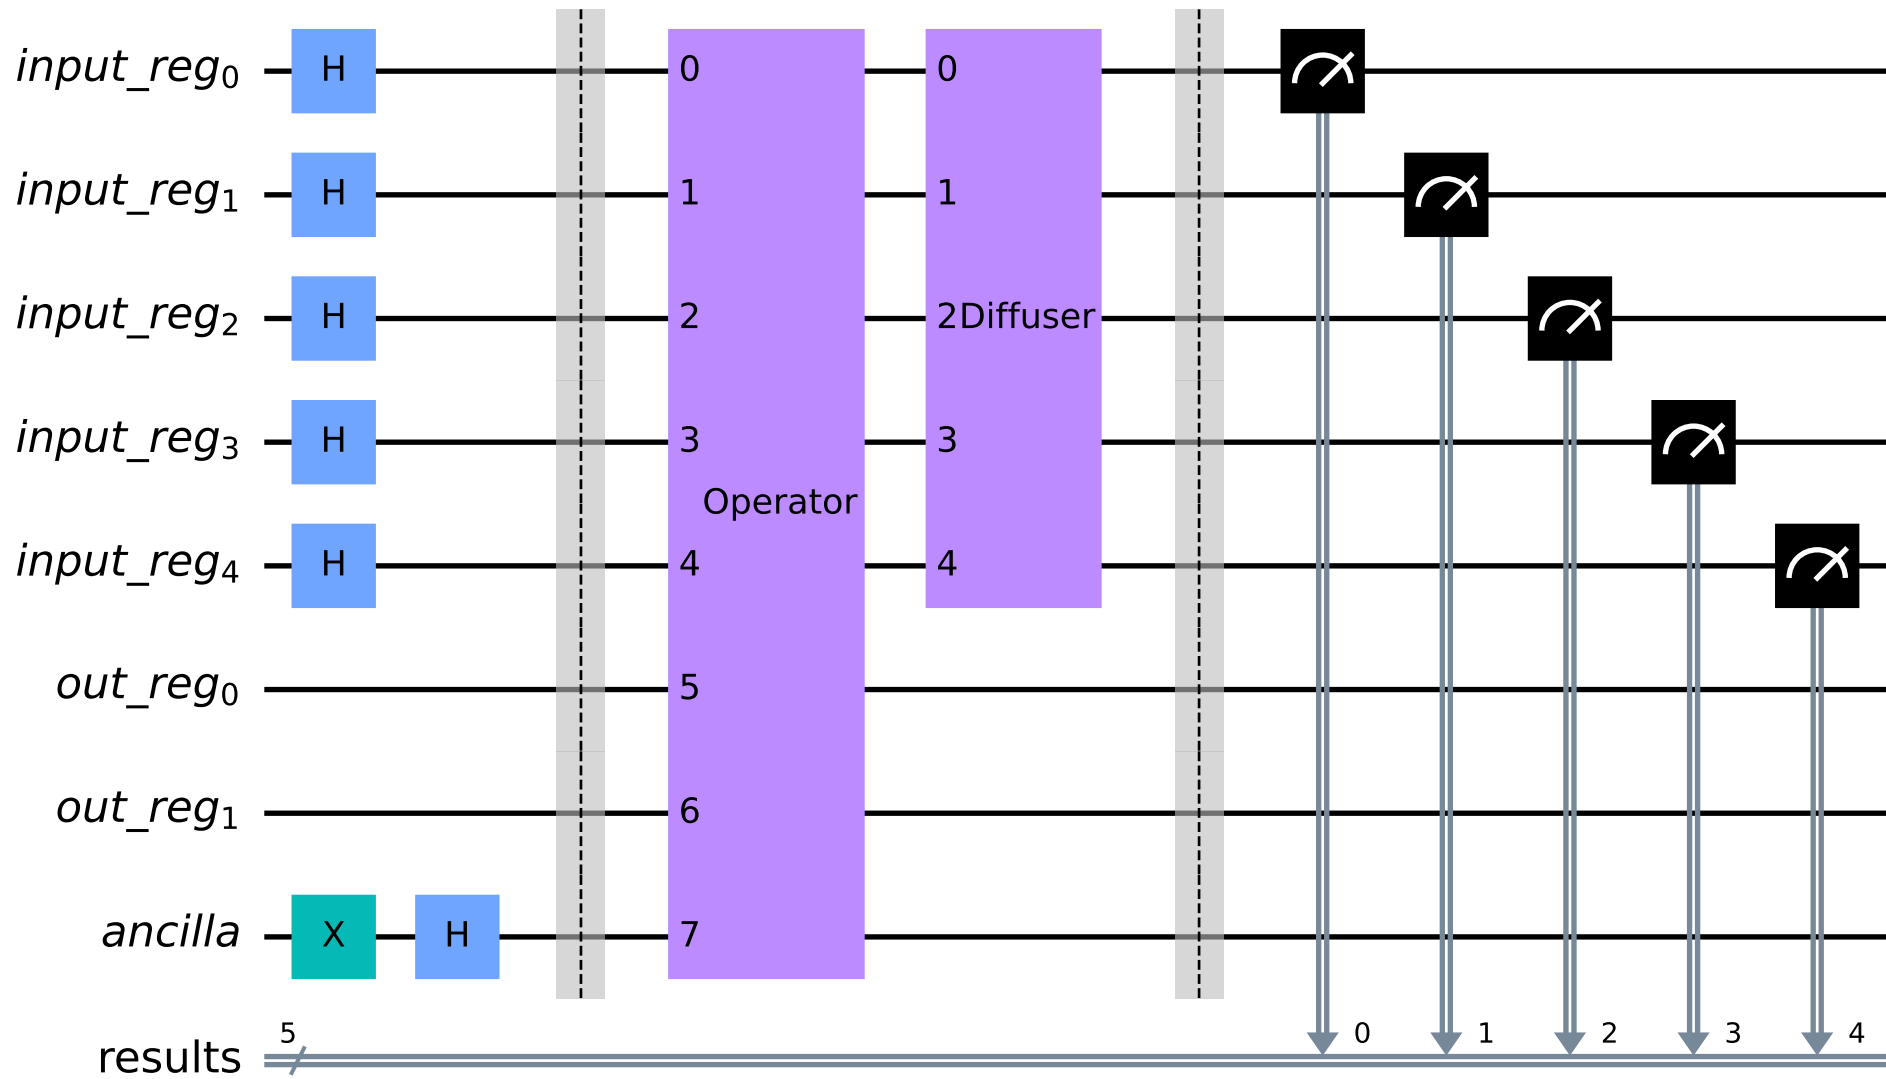 input_reg0 H 0 0
input_reg1 H 1 1
input_reg2 H 2 2Diffuser
input_reg3 H 3 3
Operator
input_reg4 H 4 4
out_reg0 5
out_reg1 6
ancilla X H 7
5 0 1 2 3 4
results